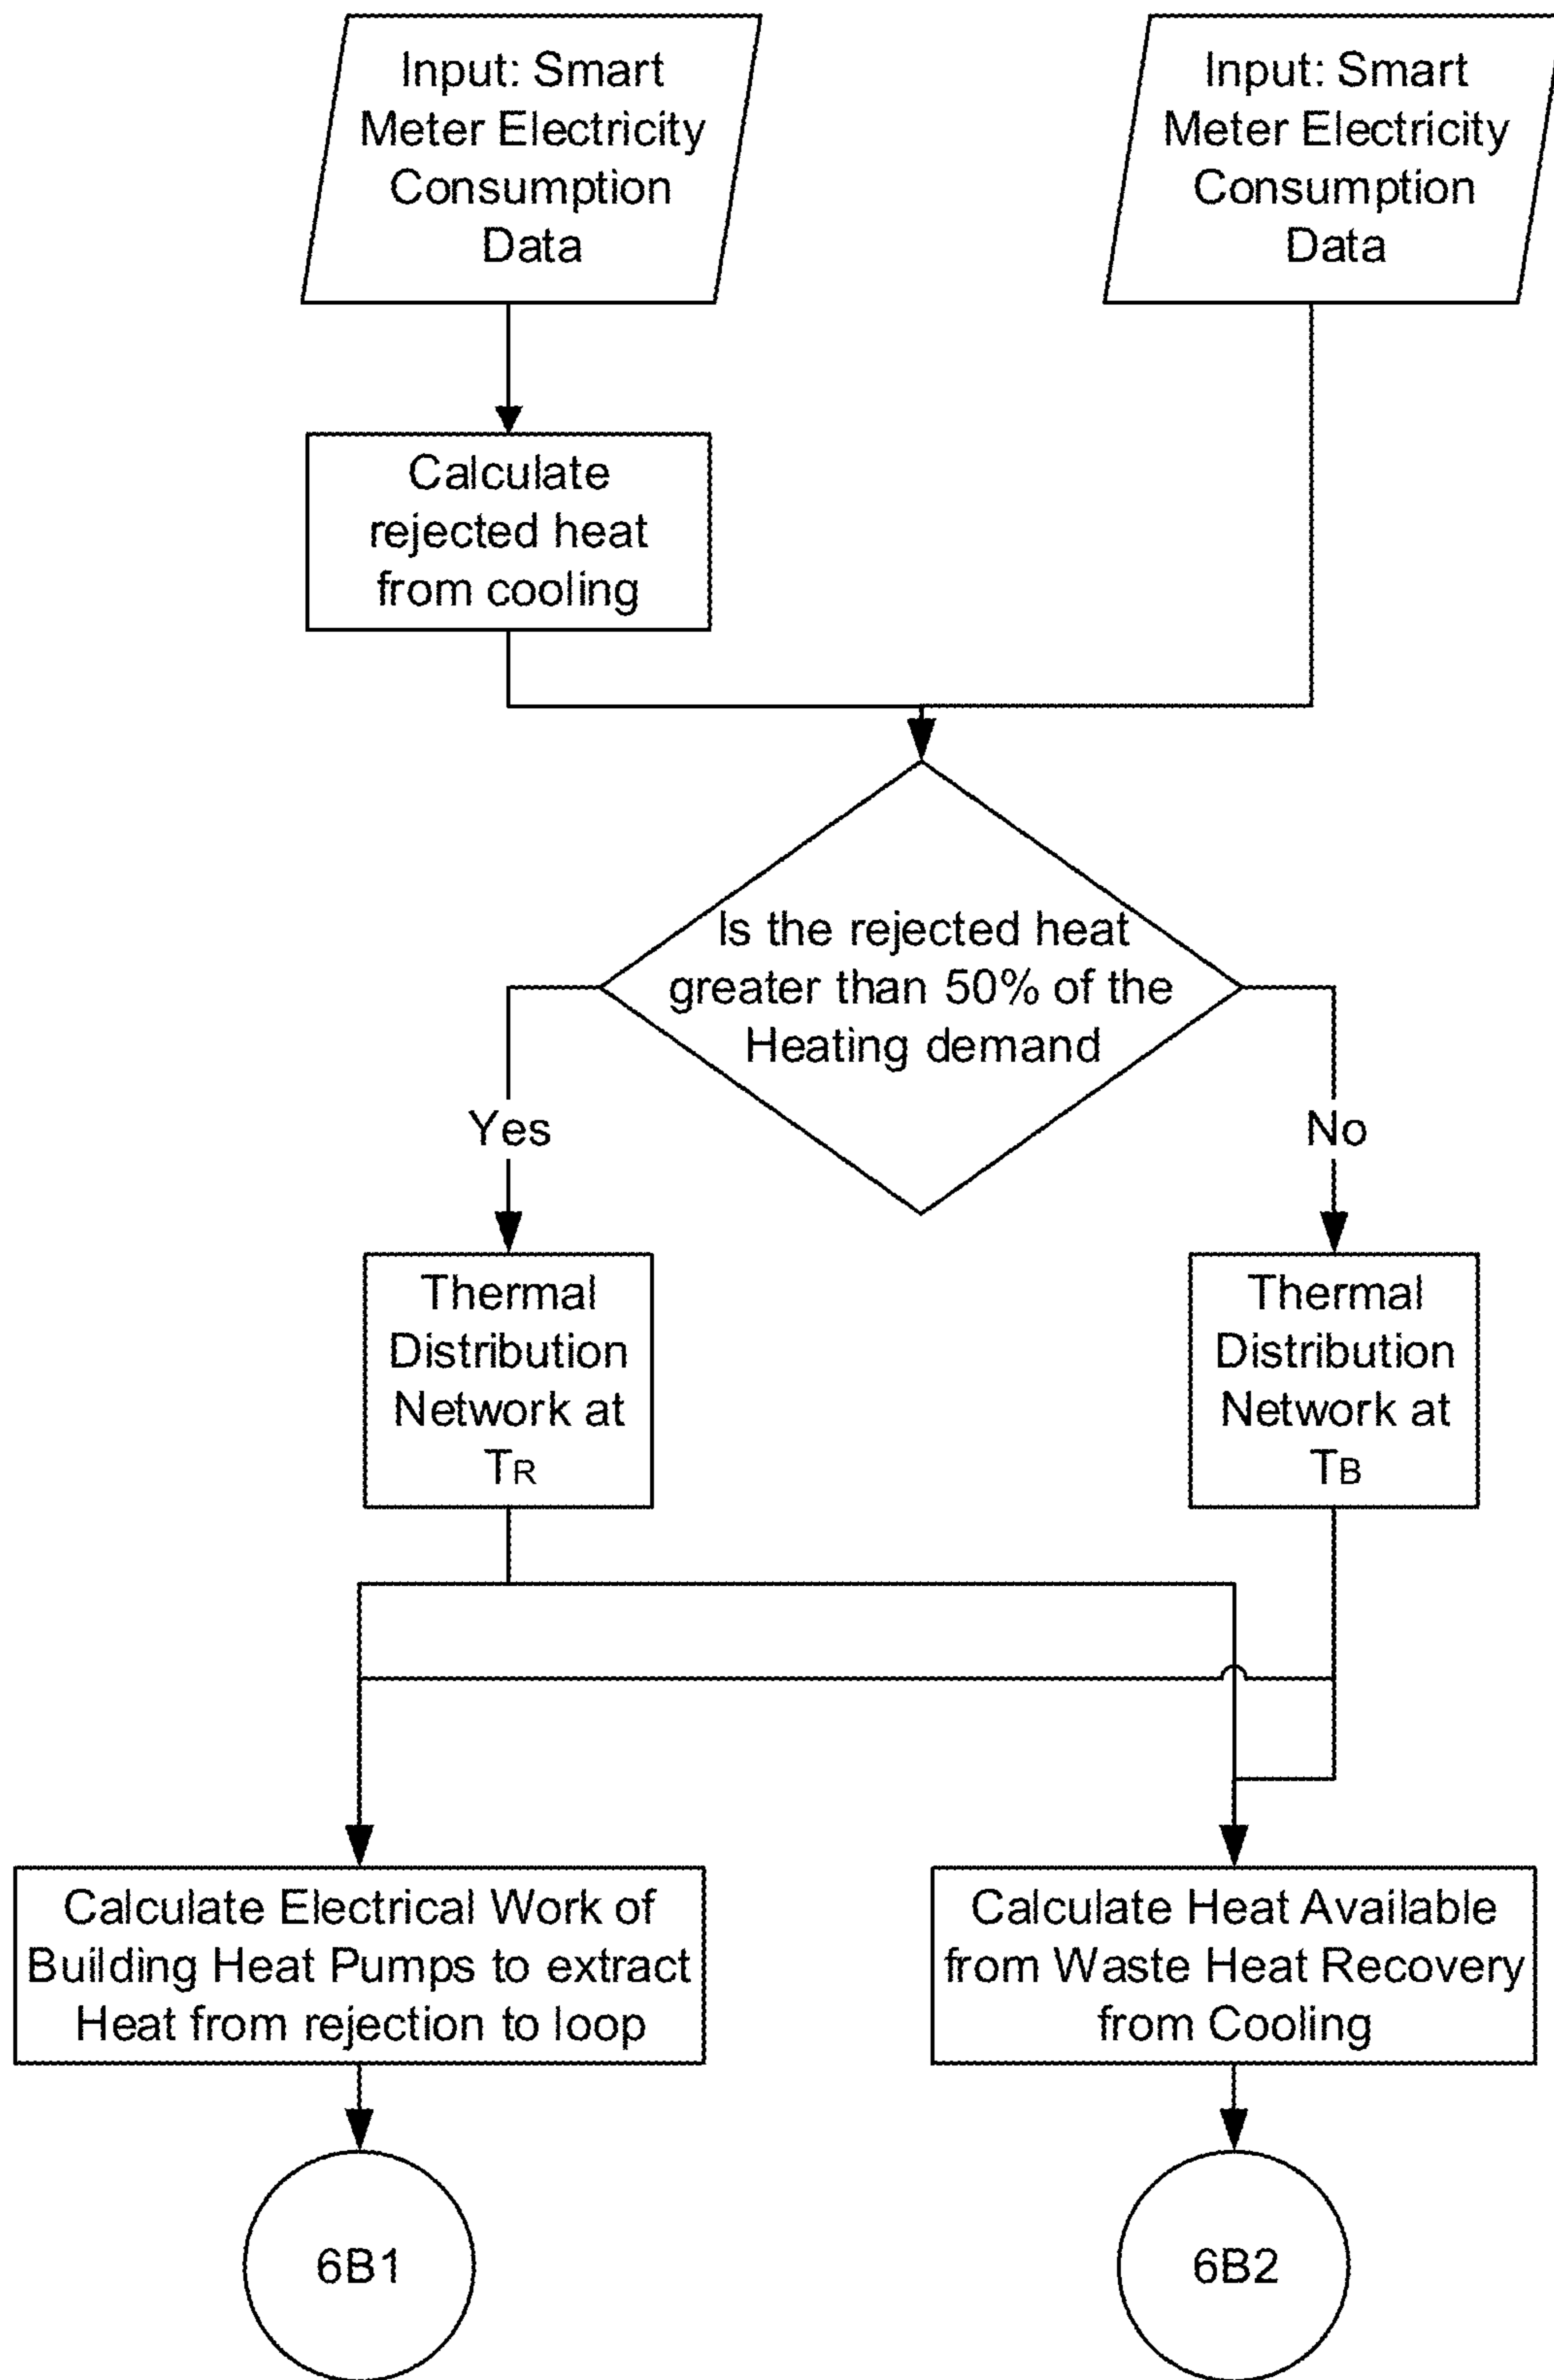 Input: Smart
Meter Electricity
Consumption
Data
Input: Smart
Meter Electricity
Consumption
Data
Calculate
rejected heat
from cooling
Is the rejected heat
greater than 50% of the
Heating demand
Yes
No
Thermal
Distribution
Network at
TR
Thermal
Distribution
Network at
TB
Calculate Electrical Work of
Building Heat Pumps to extract
Heat from rejection to loop
Calculate Heat Available
from Waste Heat Recovery
from Cooling
6B1
6B2